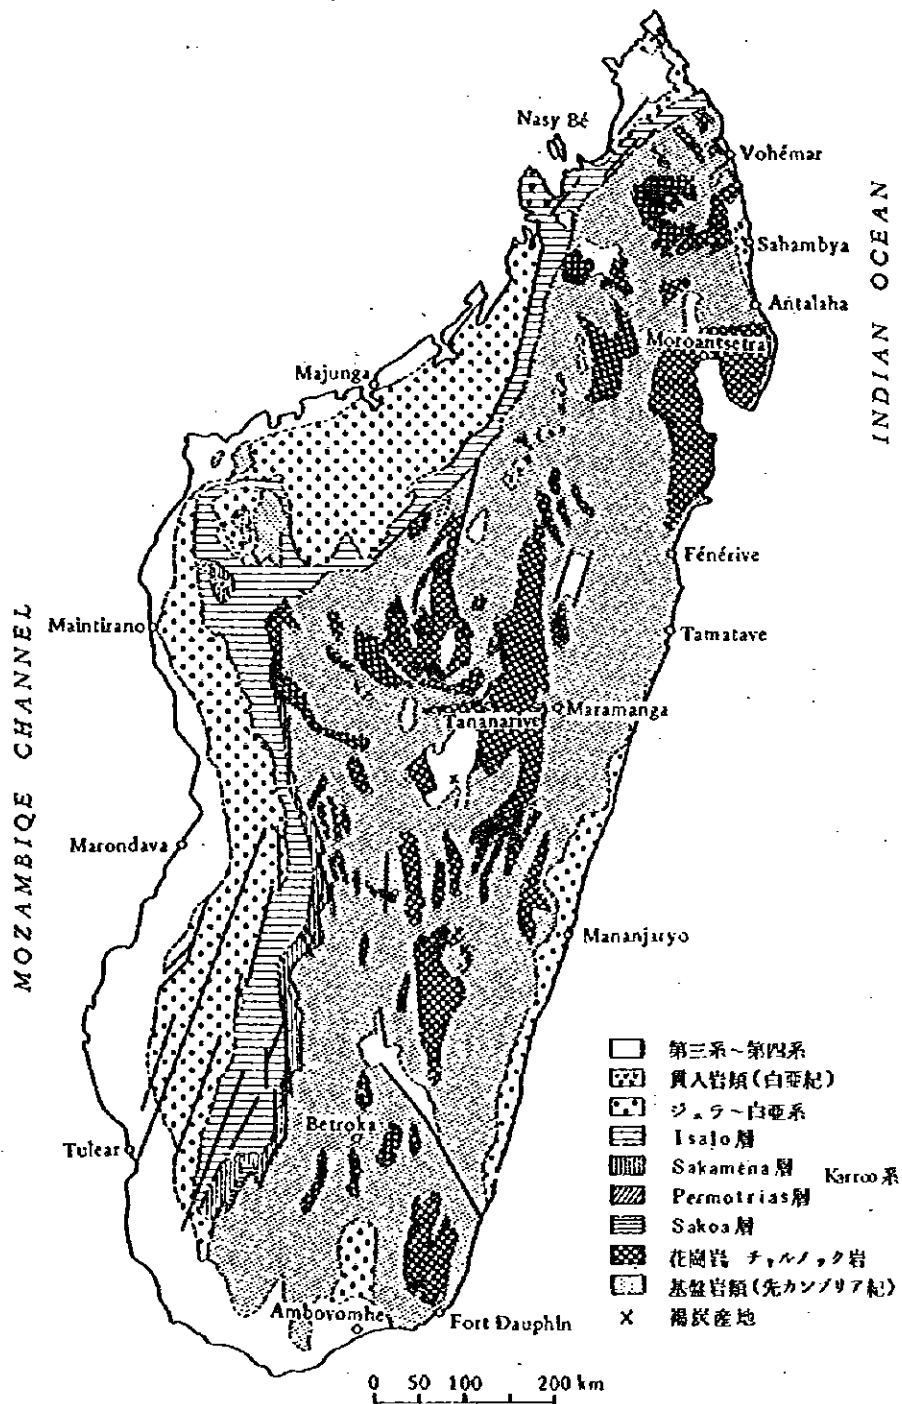 Nasy Bé
Vohémar
INDIAN OCEAN
Sahambya
Antalaha
Moroantsetra
Majunga
Fénérive
MOZAMBIQE CHANNEL
Maintirano
Tamatave
Tananarive
Maramanga
Marondava
Mananjaryo
第三系～第四系
貫入岩類(白亜紀)
ジュラ～白亜系
Betroka
Isalo層
Tulear
Sakaména層
Karroo系
Permotrias層
Sakoa層
花崗岩 チャルノック岩
基盤岩類(先カンブリア紀)
Ambovomhe
Fort Dauphin
× 褐炭産地
0 50 100 200 km